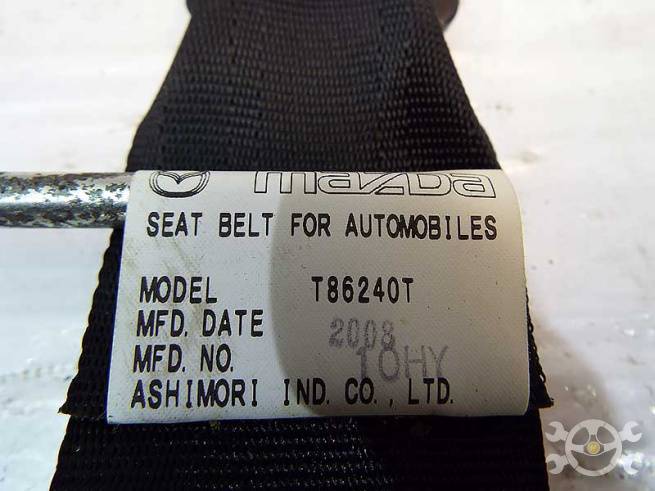 mazda
SEAT BELT FOR AUTOMOBILES
MODEL T86240T
MFD. DATE 2008
MFD. NO. 10HY
ASHIMORI IND. CO., LTD.